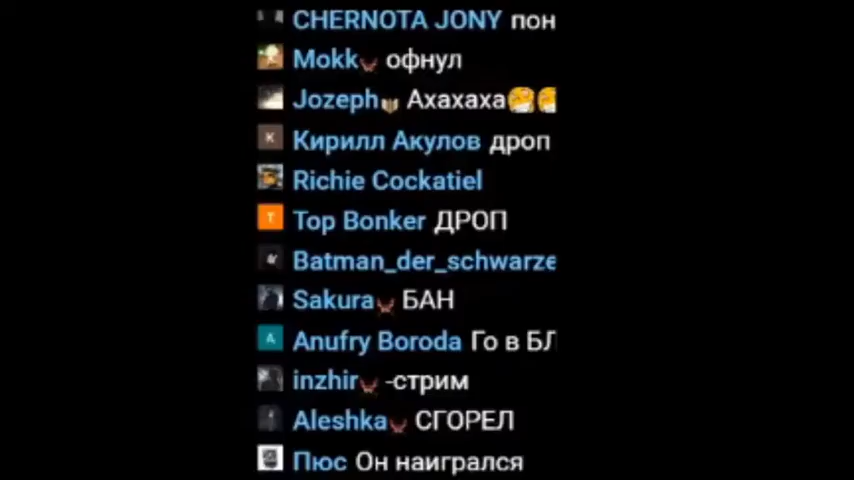 CHERNOTA JONY пон
Mokk офнул
Jozeph Ахахаха
К Кирилл Акулов дроп
Richie Cockatiel
T Top Bonker ДРОП
Batman_der_schwarze
Sakura БАН
A Anufry Boroda Го в БЛ
inzhir -стрим
Aleshka СГОРЕЛ
Пюс Он наигрался